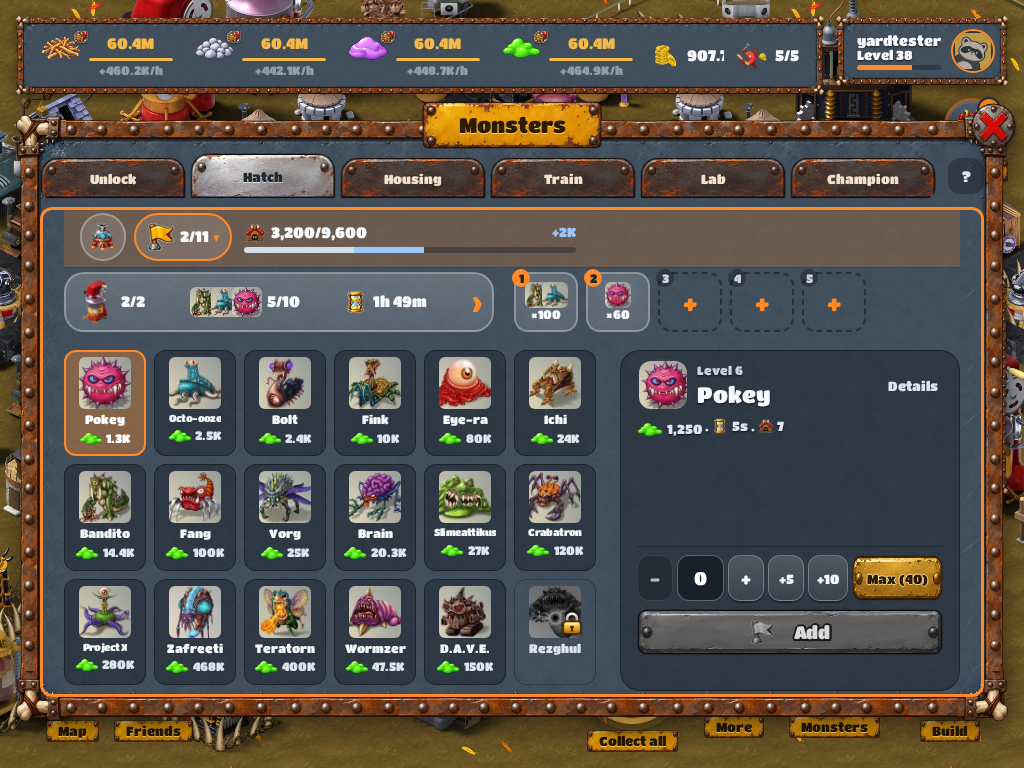 60.4M
+460.2K/h
60.4M
+442.1K/h
60.4M
+448.7K/h
60.4M
+464.9K/h
907.1
5/5
yardtester
Level 38
Monsters
Unlock
Hatch
Housing
Train
Lab
Champion
?
2/11
3,200/9,600
+2K
2/2
5/10
1h 49m
1
×100
2
×60
3
+
4
+
5
+
Pokey
1.3K
Octo-ooze
2.5K
Bolt
2.4K
Fink
10K
Eye-ra
80K
Ichi
24K
Bandito
14.4K
Fang
100K
Vorg
25K
Brain
20.3K
Slimeattikus
27K
Crabatron
120K
Project X
280K
Zafreeti
468K
Teratorn
400K
Wormzer
47.5K
D.A.V.E.
150K
Rezghul
Level 6
Pokey
Details
1,250 · 5s · 7
- 0 + +5 +10 Max (40)
Add
Map
Friends
Collect all
More
Monsters
Build